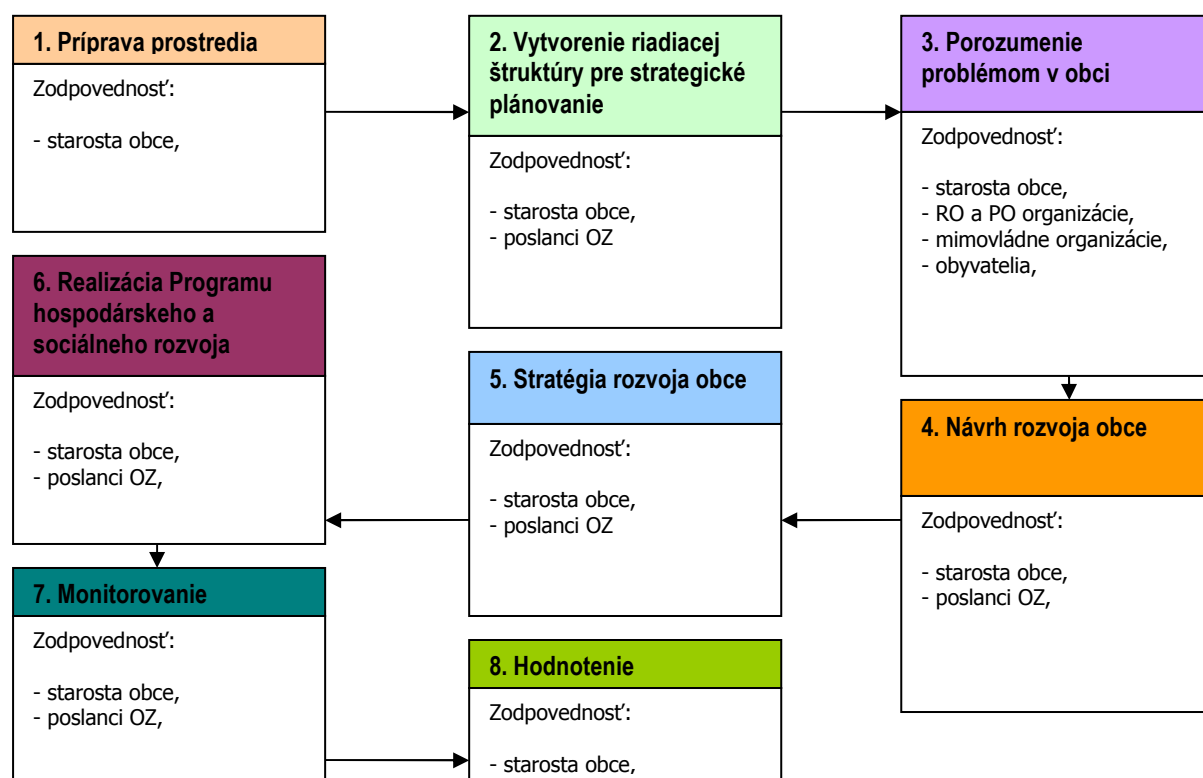 1. Príprava prostredia
Zodpovednosť:
- starosta obce,
2. Vytvorenie riadiacej
štruktúry pre strategické
plánovanie
Zodpovednosť:
- starosta obce,
- poslanci OZ
3. Porozumenie
problémom v obci
Zodpovednosť:
- starosta obce,
- RO a PO organizácie,
- mimovládne organizácie,
- obyvatelia,
4. Návrh rozvoja obce
Zodpovednosť:
- starosta obce,
- poslanci OZ,
5. Stratégia rozvoja obce
Zodpovednosť:
- starosta obce,
- poslanci OZ
6. Realizácia Programu
hospodárskeho a
sociálneho rozvoja
Zodpovednosť:
- starosta obce,
- poslanci OZ,
7. Monitorovanie
Zodpovednosť:
- starosta obce,
- poslanci OZ,
8. Hodnotenie
Zodpovednosť:
- starosta obce,